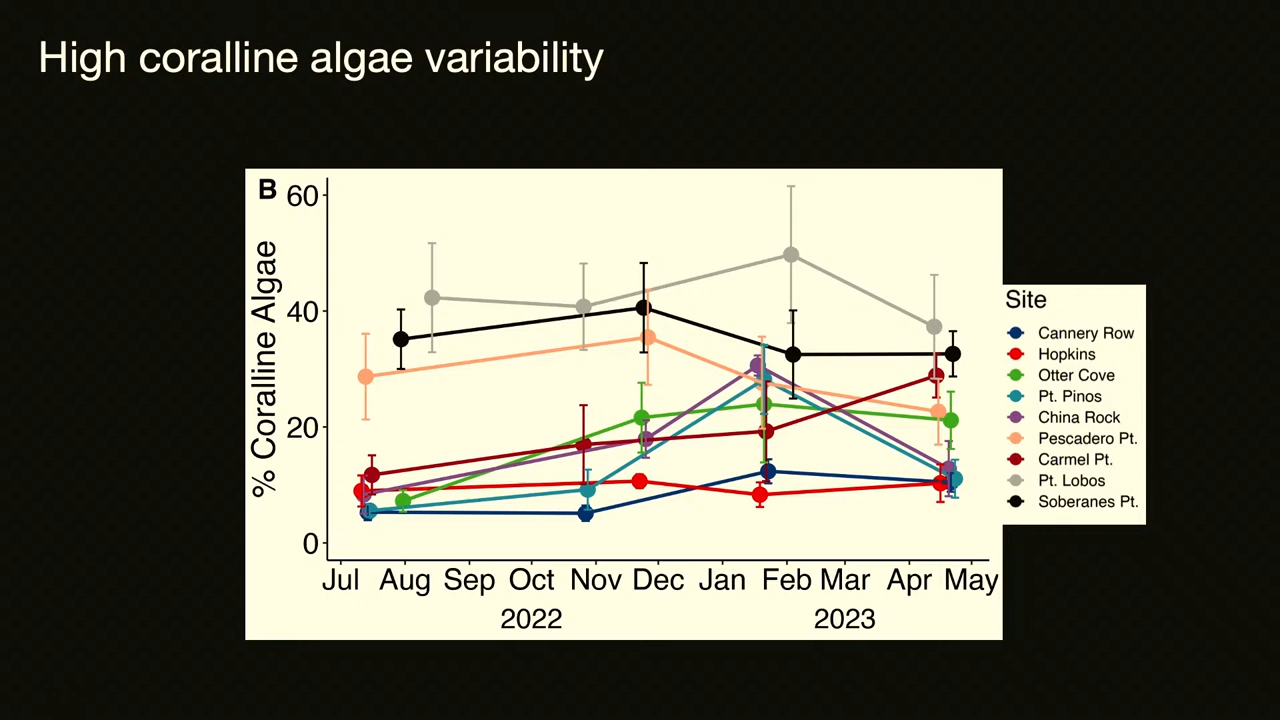 High coralline algae variability
B
% Coralline Algae
60
40
20
0
Jul Aug Sep Oct Nov Dec Jan Feb Mar Apr May
2022 2023
Site
Cannery Row
Hopkins
Otter Cove
Pt. Pinos
China Rock
Pescadero Pt.
Carmel Pt.
Pt. Lobos
Soberanes Pt.